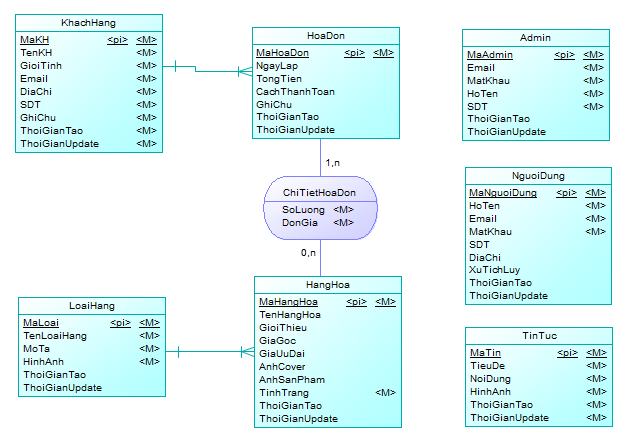 KhachHang
MaKH <pi> <M>
TenKH <M>
GioiTinh <M>
Email <M>
DiaChi <M>
SDT <M>
GhiChu <M>
ThoiGianTao <M>
ThoiGianUpdate <M>
HoaDon
MaHoaDon <pi> <M>
NgayLap
TongTien
CachThanhToan
GhiChu
ThoiGianTao
ThoiGianUpdate
Admin
MaAdmin <pi> <M>
Email <M>
MatKhau <M>
HoTen <M>
SDT <M>
ThoiGianTao
ThoiGianUpdate
1,n
ChiTietHoaDon
SoLuong <M>
DonGia <M>
0,n
NguoiDung
MaNguoiDung <pi> <M>
HoTen <M>
Email <M>
MatKhau <M>
SDT
DiaChi
XuTichLuy
ThoiGianTao
ThoiGianUpdate
LoaiHang
MaLoai <pi> <M>
TenLoaiHang <M>
MoTa <M>
HinhAnh <M>
ThoiGianTao
ThoiGianUpdate
HangHoa
MaHangHoa <pi> <M>
TenHangHoa
GioiThieu
GiaGoc
GiaUuDai
AnhCover
AnhSanPham
TinhTrang <M>
ThoiGianTao
ThoiGianUpdate
TinTuc
MaTin <pi> <M>
TieuDe <M>
NoiDung <M>
HinhAnh <M>
ThoiGianTao <M>
ThoiGianUpdate <M>